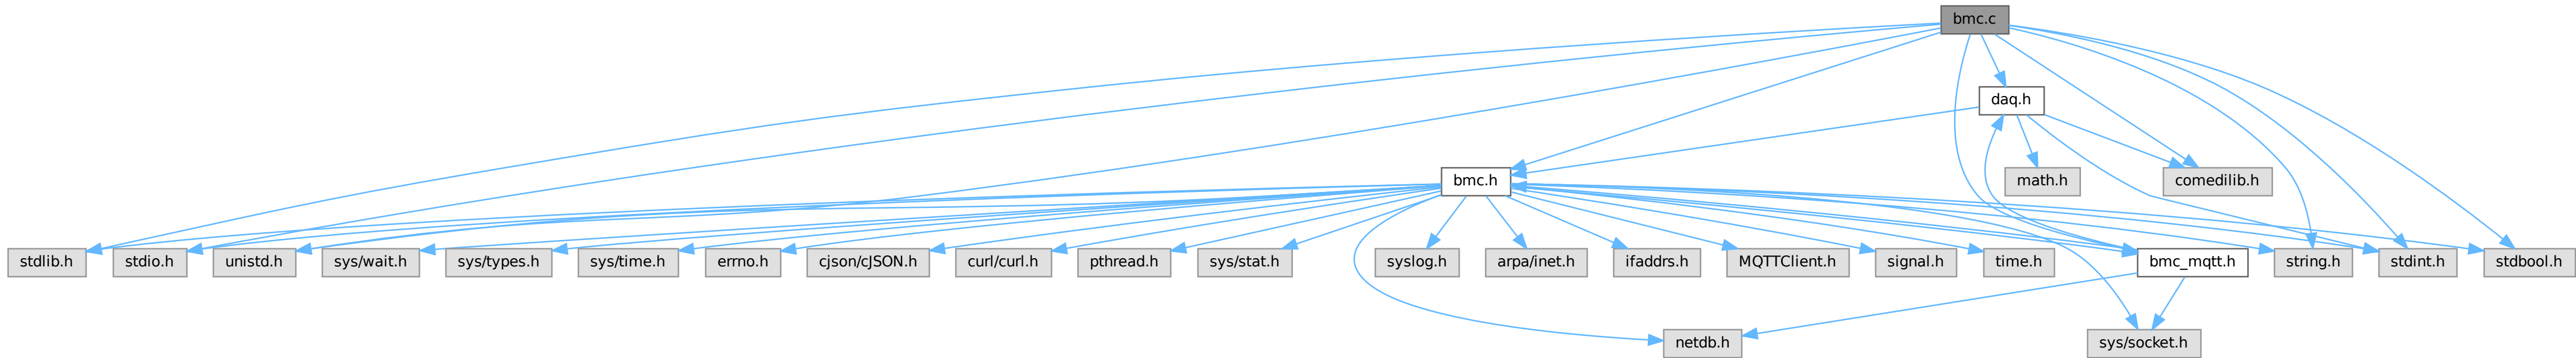 bmc.c
daq.h
bmc.h
math.h
comedilib.h
stdlib.h
stdio.h
unistd.h
sys/wait.h
sys/types.h
sys/time.h
errno.h
cjson/cJSON.h
curl/curl.h
pthread.h
sys/stat.h
syslog.h
arpa/inet.h
ifaddrs.h
MQTTClient.h
signal.h
time.h
bmc_mqtt.h
string.h
stdint.h
stdbool.h
netdb.h
sys/socket.h